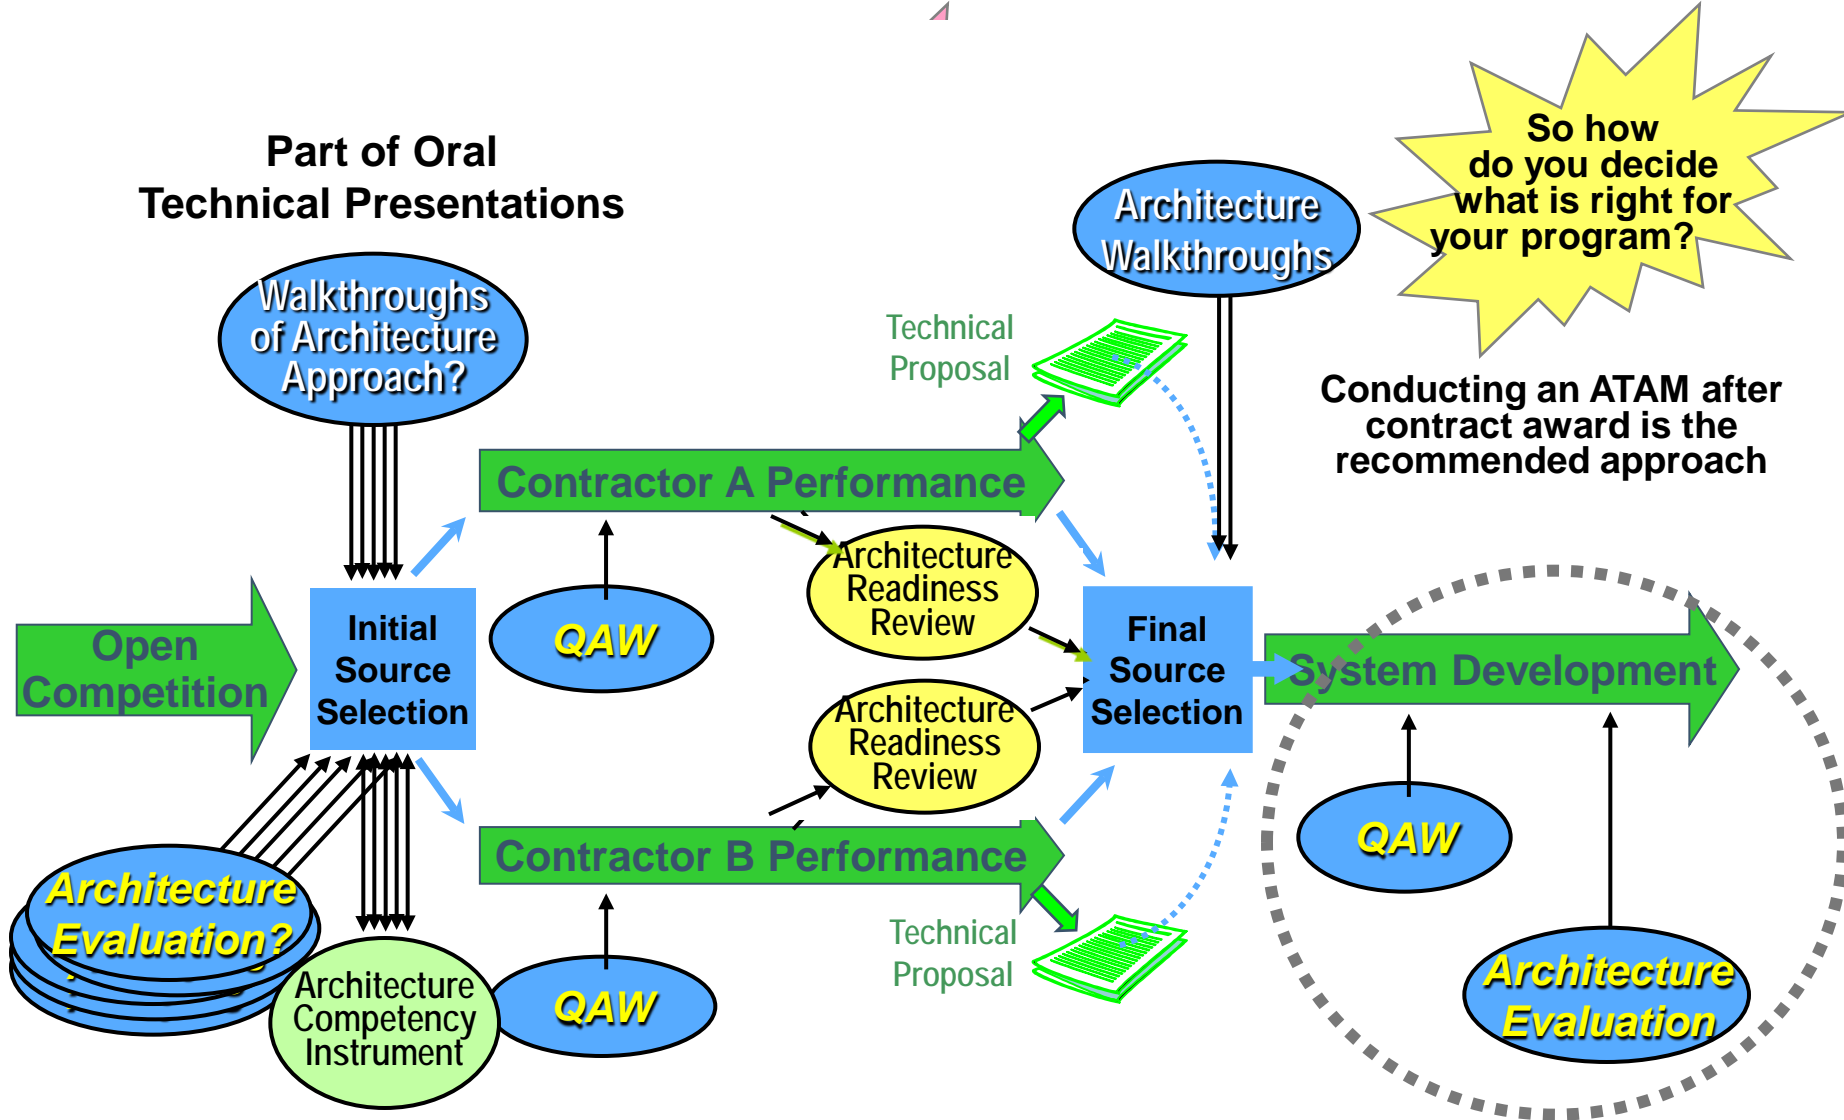 Part of Oral
Technical Presentations
Walkthroughs
of Architecture
Approach?
Architecture
Walkthroughs
So how
do you decide
what is right for
your program?
Technical
Proposal
Conducting an ATAM after
contract award is the
recommended approach
Contractor A Performance
Architecture
Readiness
Review
Open
Competition
Initial
Source
Selection
QAW
Final
Source
Selection
System Development
Architecture
Readiness
Review
QAW
Contractor B Performance
Architecture
Evaluation?
Technical
Proposal
Architecture
Competency
Instrument
QAW
Architecture
Evaluation